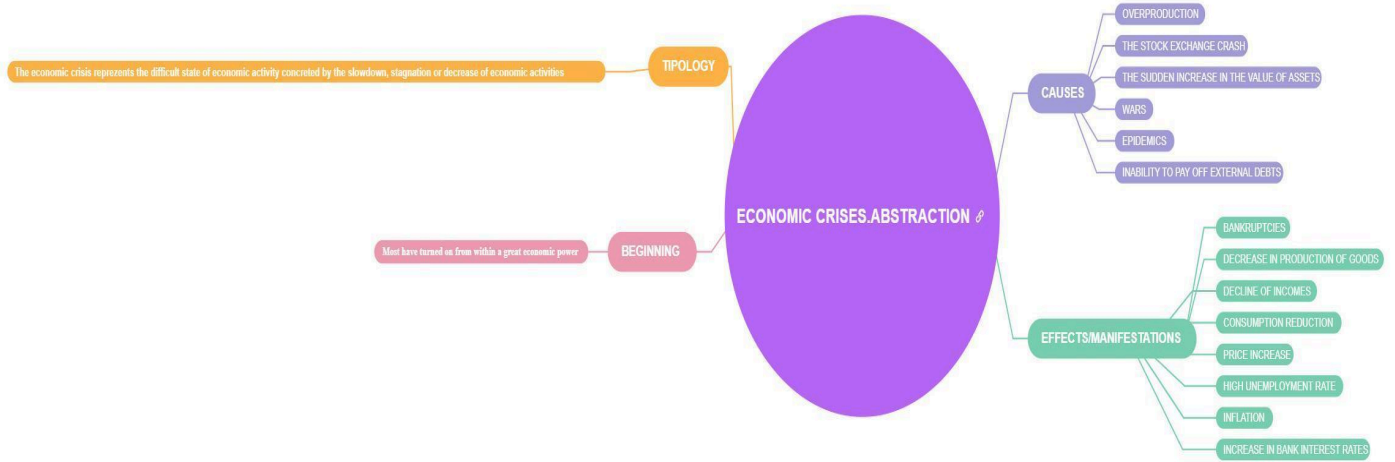 TIPOLOGY
The economic crisis reprezents the difficult state of economic activity concreted by the slowdown, stagnation or decrease of economic activities
BEGINNING
Most have turned on from within a great economic power
ECONOMIC CRISES.ABSTRACTION
CAUSES
OVERPRODUCTION
THE STOCK EXCHANGE CRASH
THE SUDDEN INCREASE IN THE VALUE OF ASSETS
WARS
EPIDEMICS
INABILITY TO PAY OFF EXTERNAL DEBTS
EFFECTS/MANIFESTATIONS
BANKRUPTCIES
DECREASE IN PRODUCTION OF GOODS
DECLINE OF INCOMES
CONSUMPTION REDUCTION
PRICE INCREASE
HIGH UNEMPLOYMENT RATE
INFLATION
INCREASE IN BANK INTEREST RATES